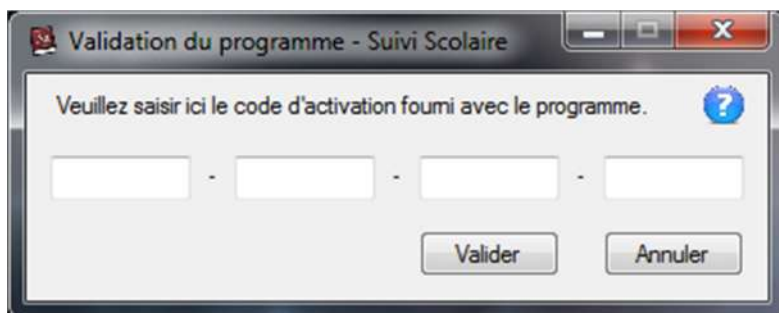 Validation du programme - Suivi Scolaire
Veuillez saisir ici le code d'activation fourni avec le programme.
- - -
Valider Annuler